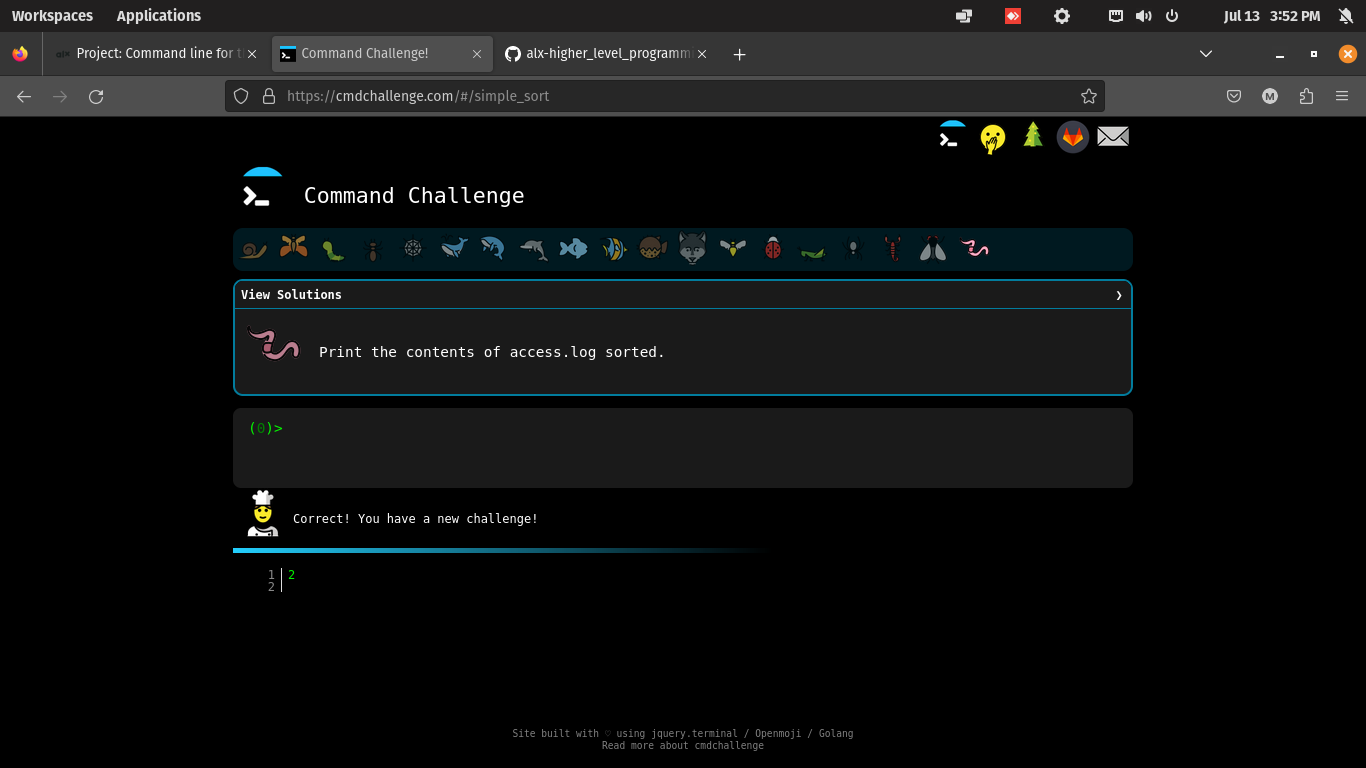 Workspaces Applications Jul 13 3:52 PM
Project: Command line for Command Challenge! alx-higher_level_programm
https://cmdchallenge.com/#/simple_sort M
Command Challenge
View Solutions
Print the contents of access.log sorted.
(0)>
Correct! You have a new challenge!
1 2
2
Site built with ♡ using jquery.terminal / Openmoji / Golang
Read more about cmdchallenge